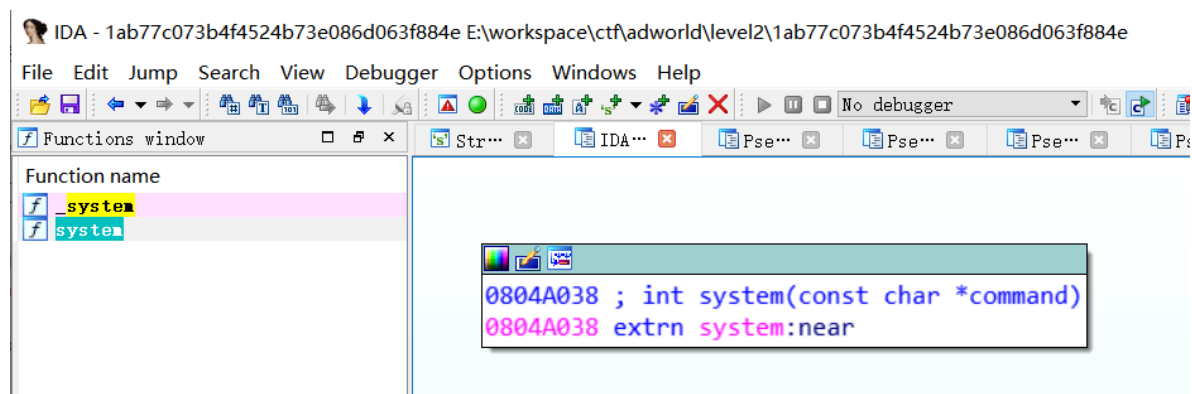 IDA - 1ab77c073b4f4524b73e086d063f884e E:\workspace\ctf\adworld\level2\1ab77c073b4f4524b73e086d063f884e
File Edit Jump Search View Debugger Options Windows Help
No debugger
Functions window
Str… IDA… Pse… Pse… Pse… Ps
Function name
f _system
f system
0804A038 ; int system(const char *command)
0804A038 extrn system:near